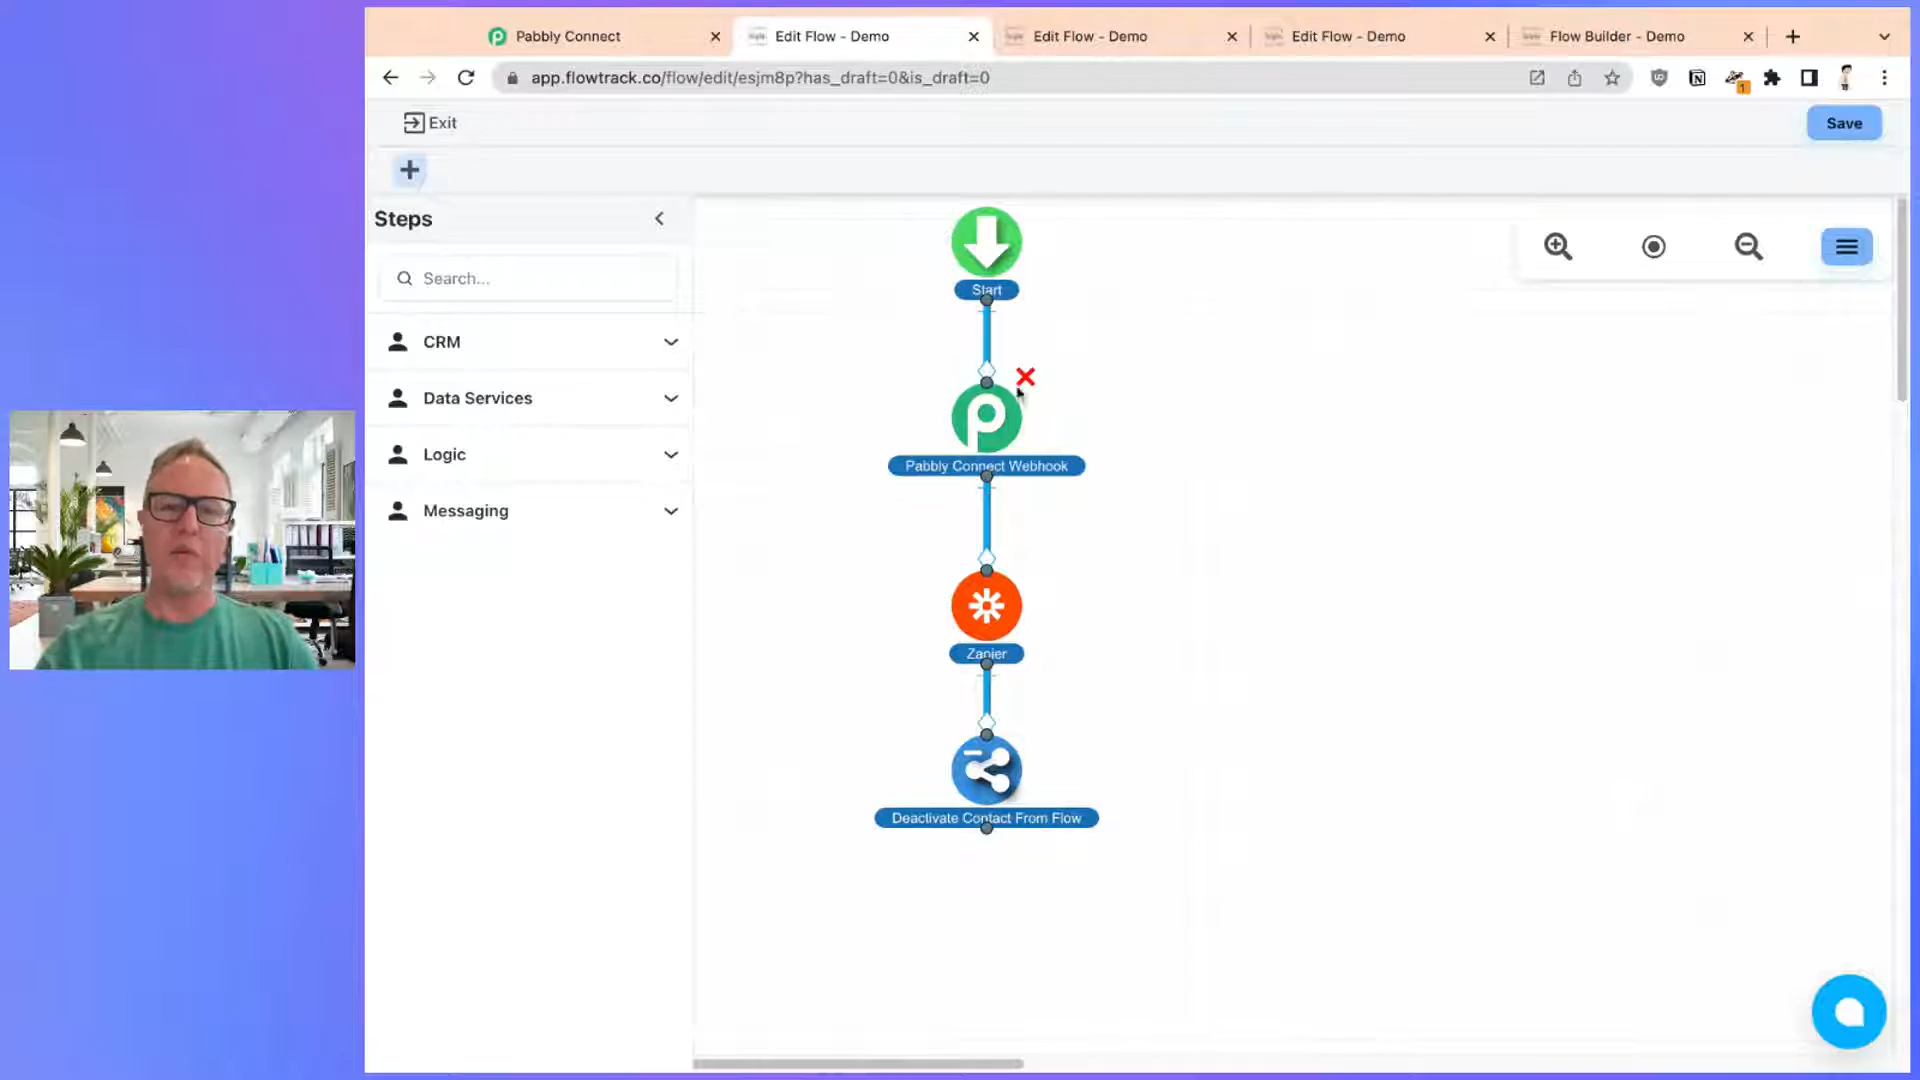 Pabbly Connect
Edit Flow - Demo
Edit Flow - Demo
Edit Flow - Demo
Flow Builder - Demo
app.flowtrack.co/flow/edit/esjm8p?has_draft=0&is_draft=0
1
Exit
Save
Steps
Search...
CRM
Data Services
Logic
Messaging
Start
Pabbly Connect Webhook
Zapier
Deactivate Contact From Flow